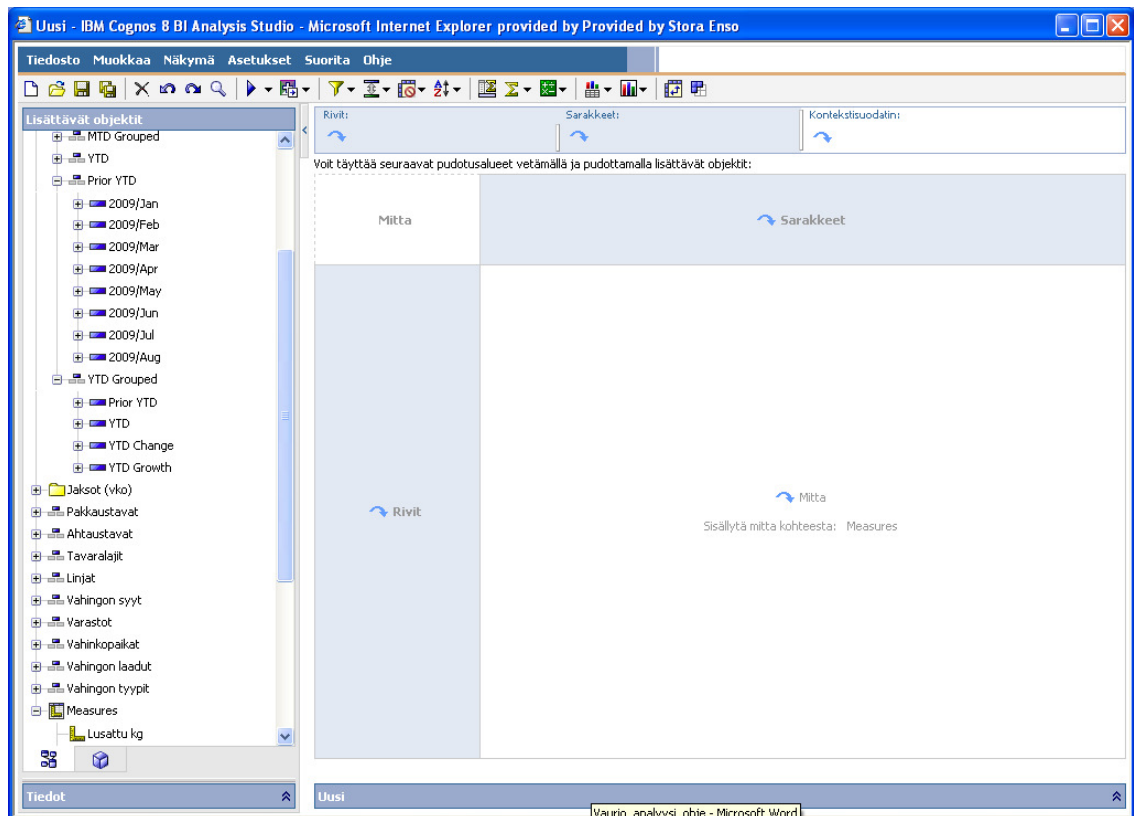 Uusi - IBM Cognos 8 BI Analysis Studio - Microsoft Internet Explorer provided by Provided by Stora Enso
Tiedosto Muokkaa Näkymä Asetukset Suorita Ohje
Lisättävät objektit
MTD Grouped
YTD
Prior YTD
2009/Jan
2009/Feb
2009/Mar
2009/Apr
2009/May
2009/Jun
2009/Jul
2009/Aug
YTD Grouped
Prior YTD
YTD
YTD Change
YTD Growth
Jaksot (vko)
Pakkaustavat
Ahtaustavat
Tavaralajit
Linjat
Vahingon syyt
Varastot
Vahinkopaikat
Vahingon laadut
Vahingon tyypit
Measures
Lusattu kg
Tiedot
Rivit:
Sarakkeet:
Kontekstisuodatin:
Voit täyttää seuraavat pudotusalueet vetämällä ja pudottamalla lisättävät objektit:
Mitta
Sarakkeet
Rivit
Mitta
Sisällytä mitta kohteesta: Measures
Uusi
Vaurio_analyysi_ohje - Microsoft Word